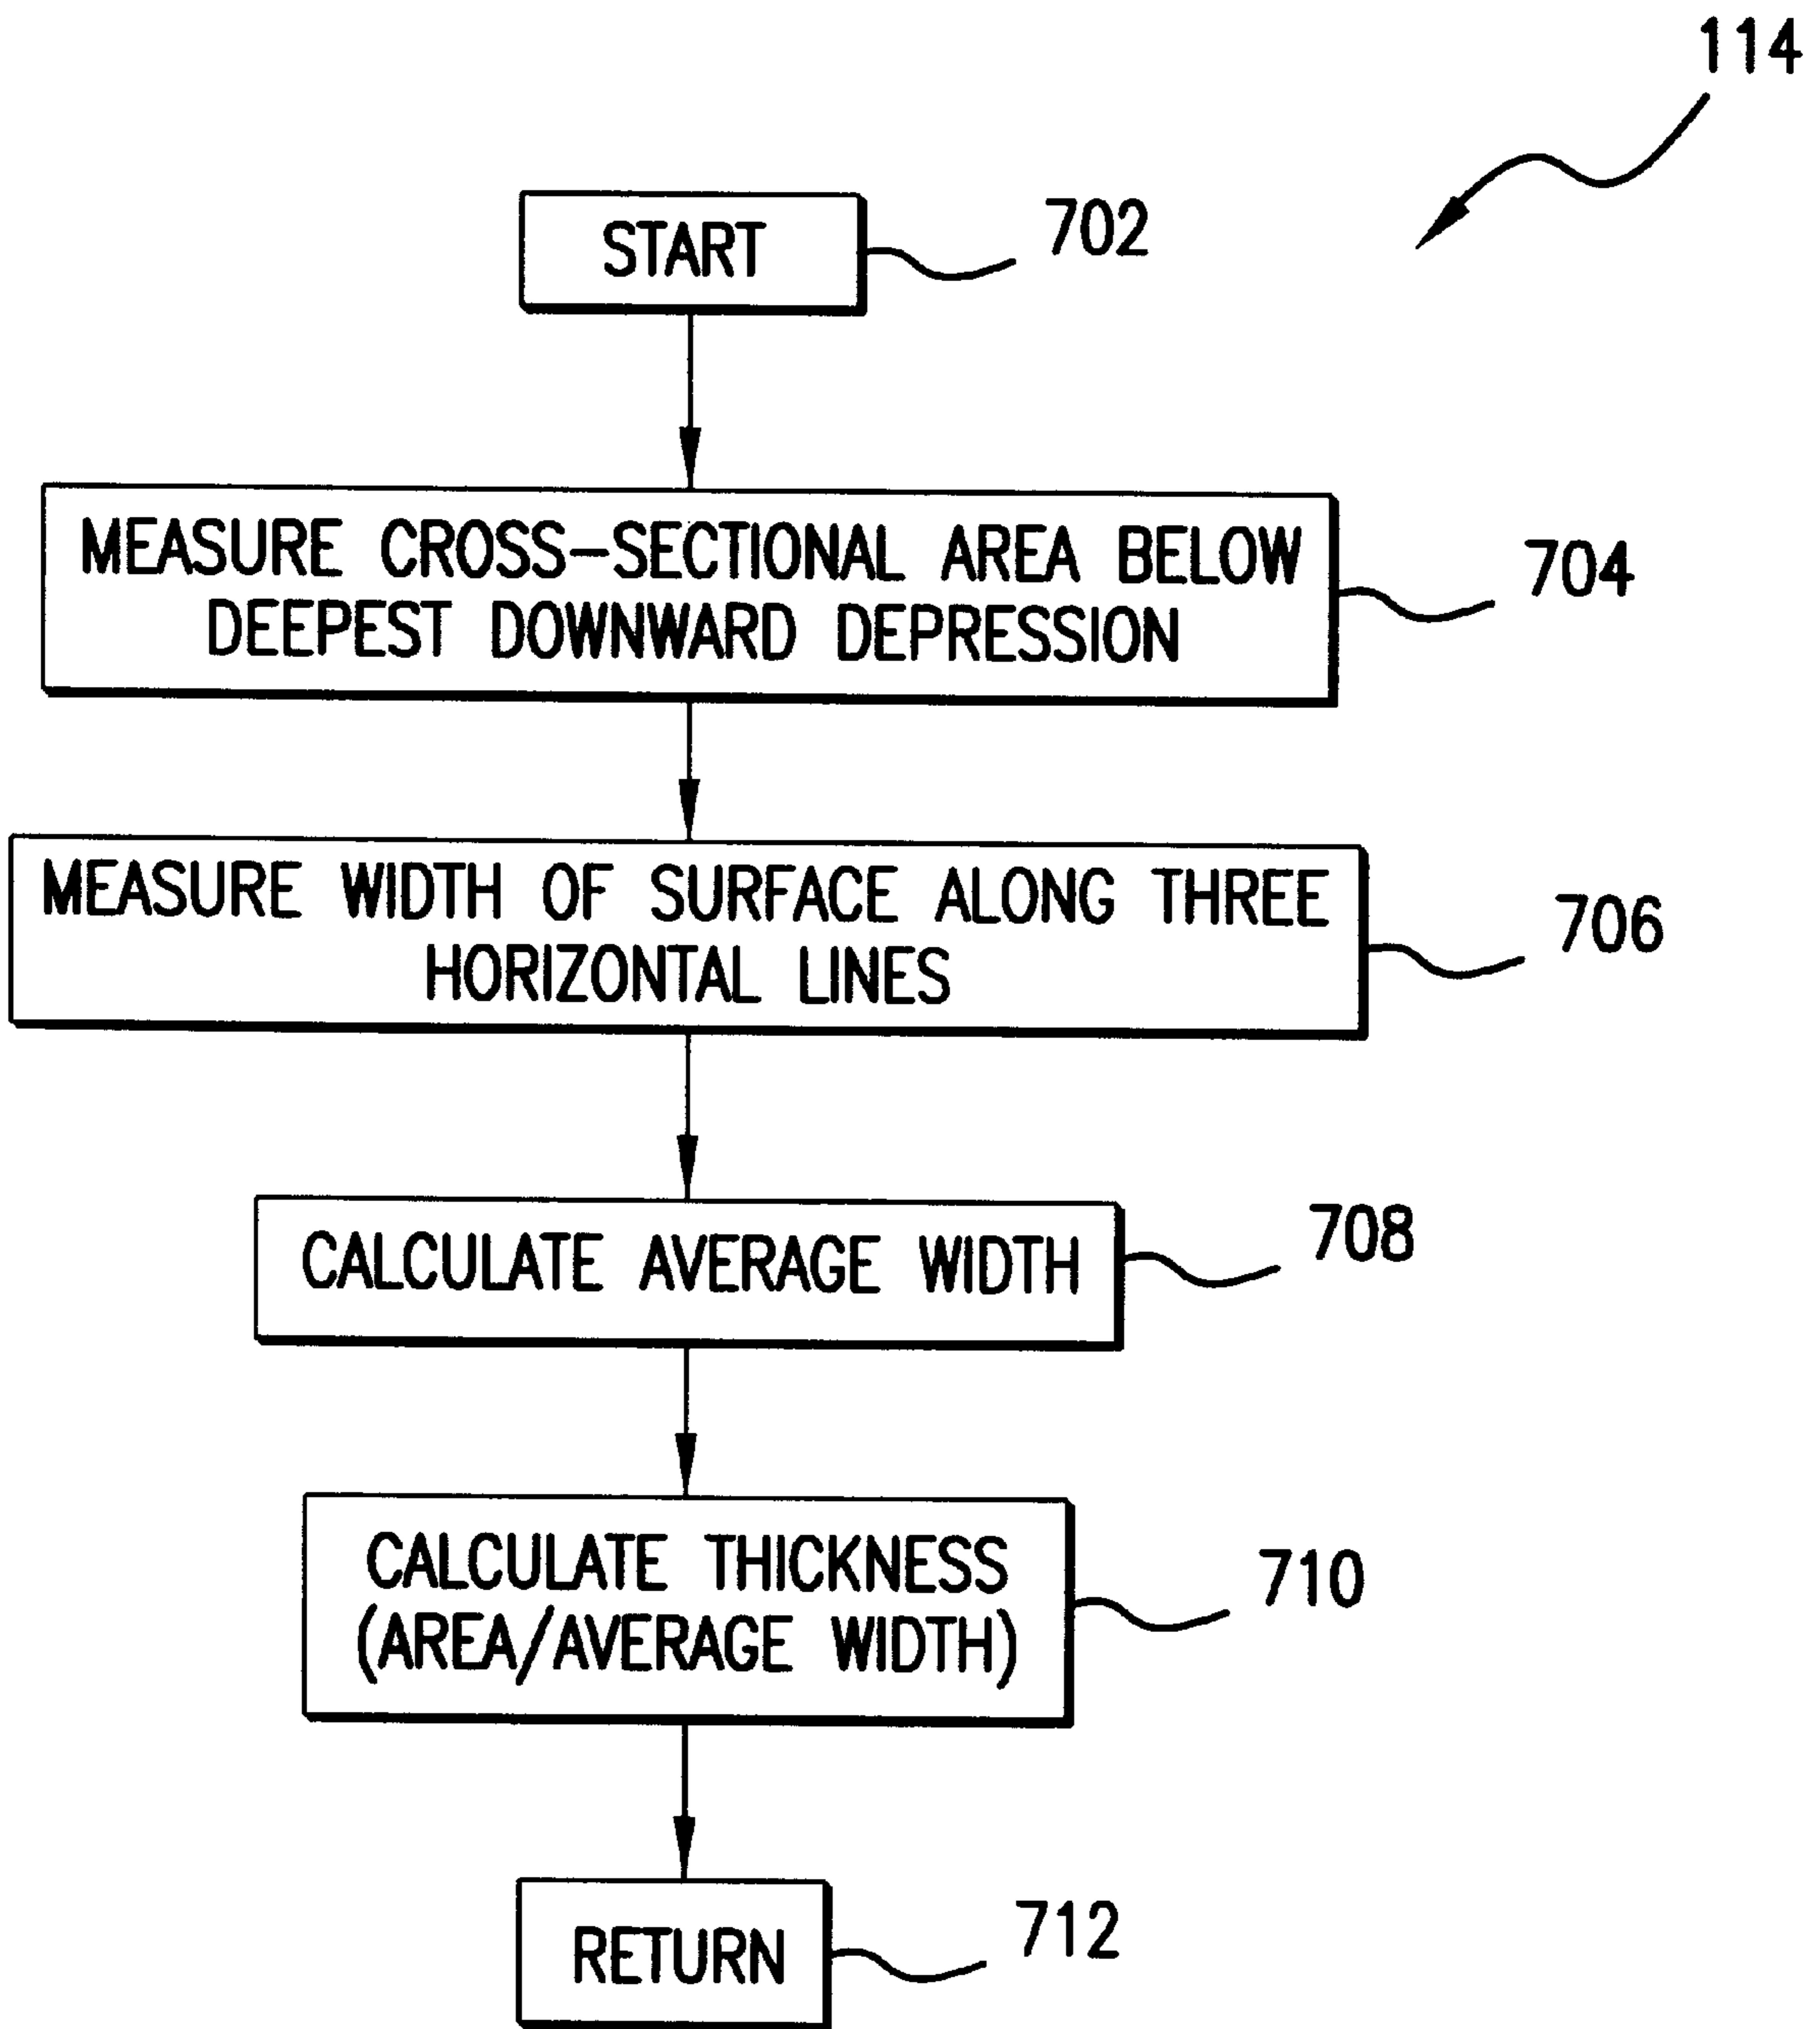 114
START
702
MEASURE CROSS-SECTIONAL AREA BELOW
DEEPEST DOWNWARD DEPRESSION
704
MEASURE WIDTH OF SURFACE ALONG THREE
HORIZONTAL LINES
706
CALCULATE AVERAGE WIDTH
708
CALCULATE THICKNESS
(AREA/AVERAGE WIDTH)
710
RETURN
712